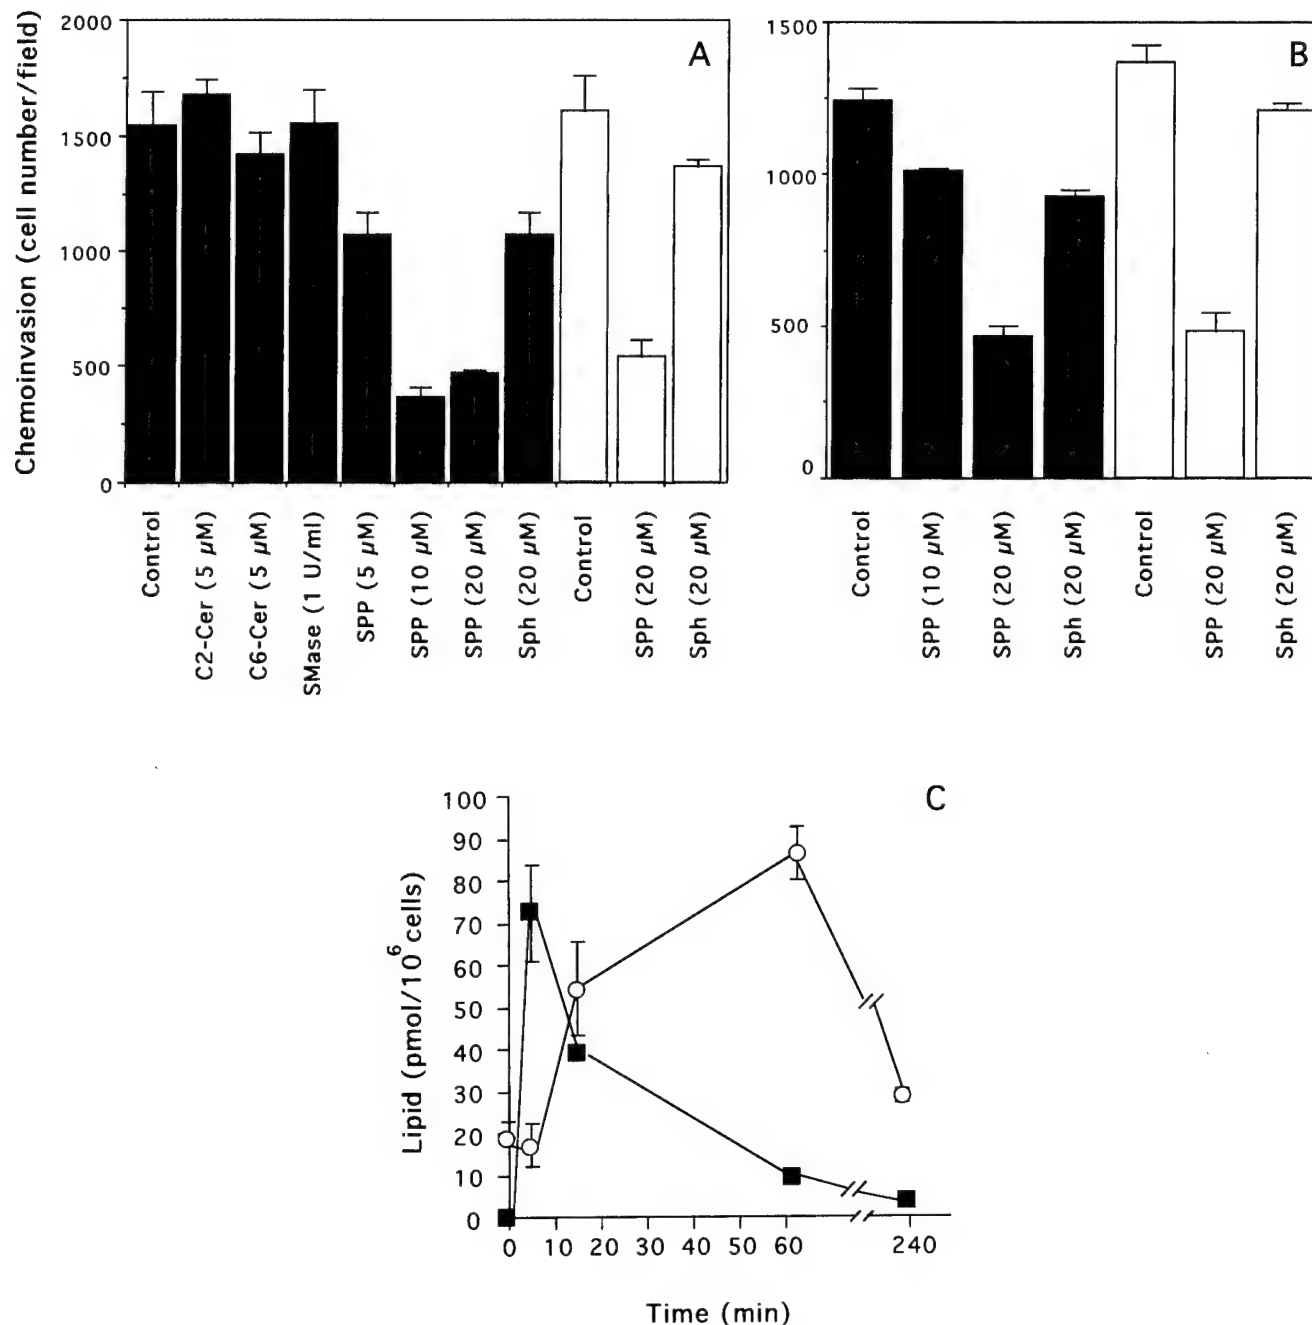 A
Chemoinvasion (cell number/field)
2000
1500
1000
500
0
Control
C2-Cer (5 µM)
C6-Cer (5 µM)
SMase (1 U/ml)
SPP (5 µM)
SPP (10 µM)
SPP (20 µM)
Sph (20 µM)
Control
SPP (20 µM)
Sph (20 µM)
B
1500
1000
500
0
Control
SPP (10 µM)
SPP (20 µM)
Sph (20 µM)
Control
SPP (20 µM)
Sph (20 µM)
C
Lipid (pmol/10⁶ cells)
100
90
80
70
60
50
40
30
20
10
0
0 10 20 30 40 50 60 240
Time (min)